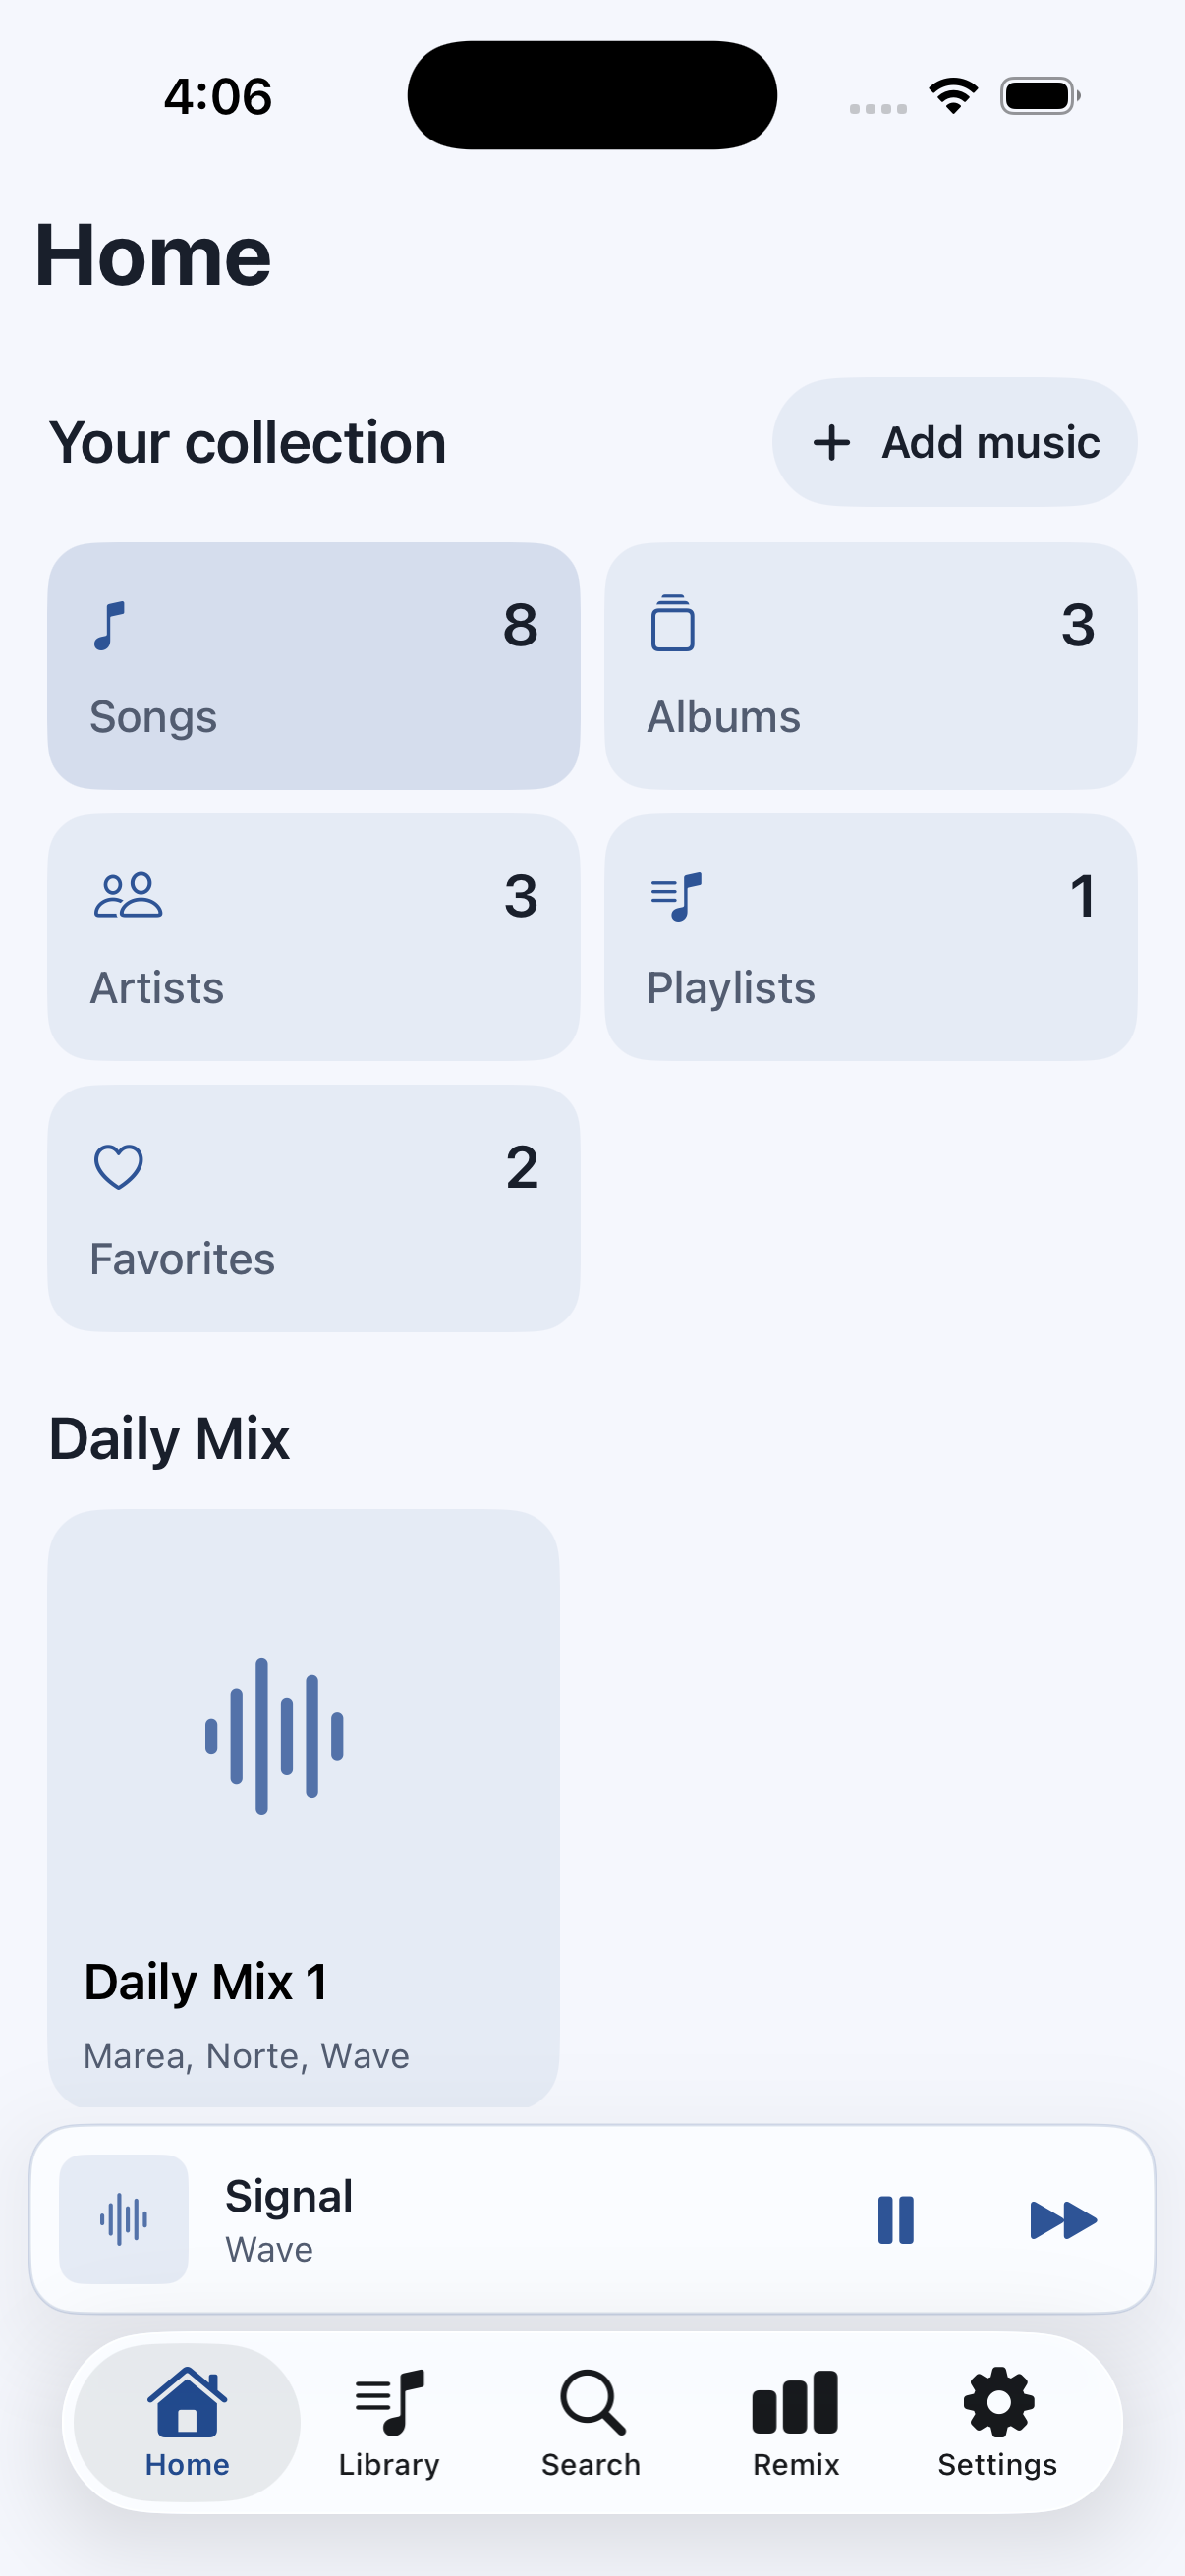 4:06
Home
Your collection
Add music
8
Songs
3
Albums
3
Artists
1
Playlists
2
Favorites
Daily Mix
Daily Mix 1
Marea, Norte, Wave
Signal
Wave
Home
Library
Search
Remix
Settings